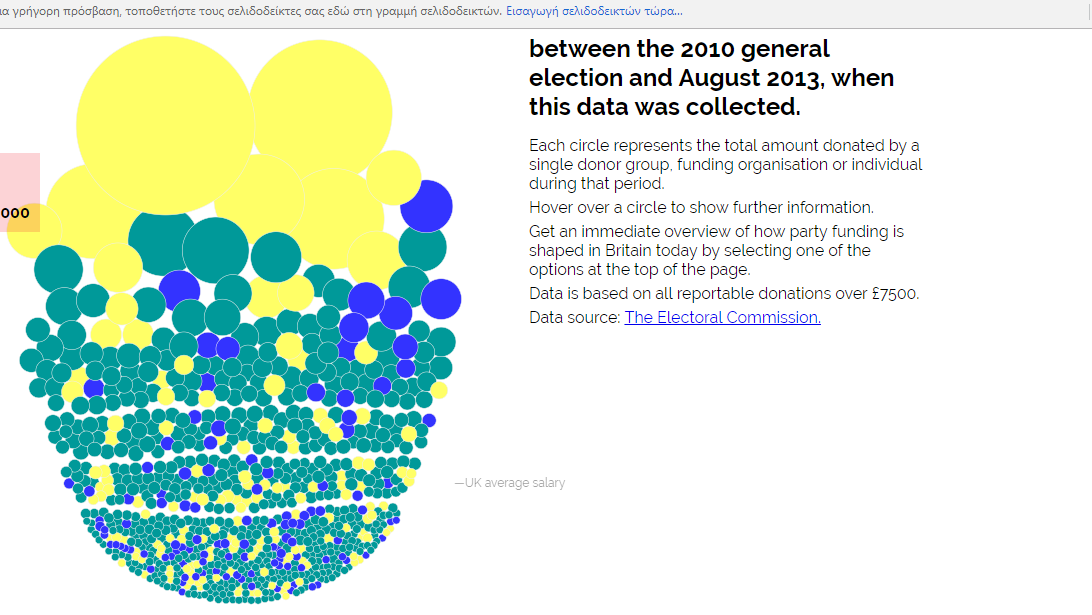 για γρήγορη πρόσβαση, τοποθετήστε τους σελιδοδείκτες σας εδώ στη γραμμή σελιδοδεικτών. Εισαγωγή σελιδοδεικτών τώρα...
between the 2010 general
election and August 2013, when
this data was collected.
Each circle represents the total amount donated by a
single donor group, funding organisation or individual
during that period.
Hover over a circle to show further information.
Get an immediate overview of how party funding is
shaped in Britain today by selecting one of the
options at the top of the page.
Data is based on all reportable donations over £7500.
Data source: The Electoral Commission.
000
—UK average salary